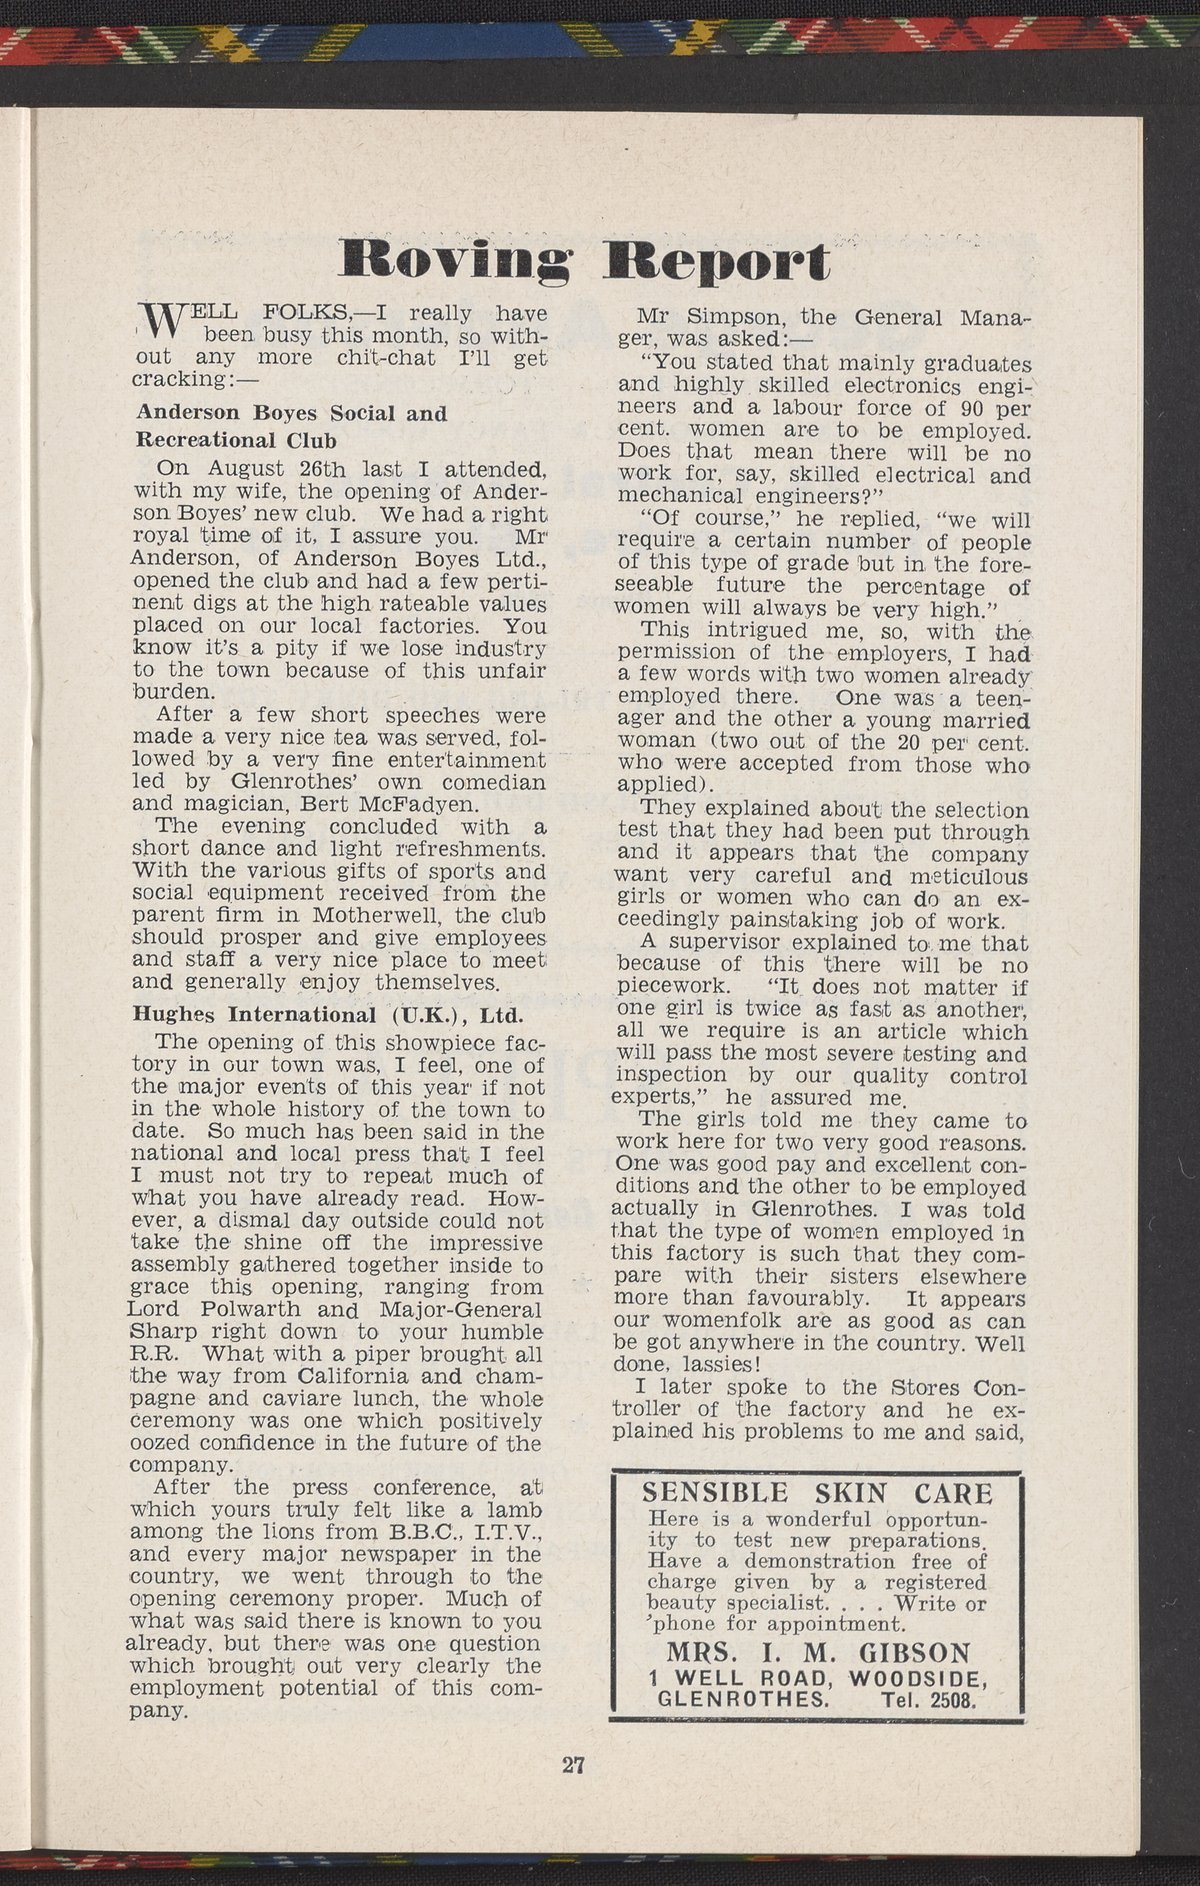 Roving Report
WELL FOLKS,—I really have
been busy this month, so with-
out any more chit-chat I'll get
cracking:—
Anderson Boyes Social and
Recreational Club
On August 26th last I attended,
with my wife, the opening of Ander-
son Boyes' new club. We had a right
royal time of it, I assure you. Mr
Anderson, of Anderson Boyes Ltd.,
opened the club and had a few perti-
nent digs at the high rateable values
placed on our local factories. You
know it's a pity if we lose industry
to the town because of this unfair
burden.
After a few short speeches were
made a very nice tea was served, fol-
lowed by a very fine entertainment
led by Glenrothes' own comedian
and magician, Bert McFadyen.
The evening concluded with a
short dance and light refreshments.
With the various gifts of sports and
social equipment received from the
parent firm in Motherwell, the club
should prosper and give employees
and staff a very nice place to meet
and generally enjoy themselves.
Hughes International (U.K.), Ltd.
The opening of this showpiece fac-
tory in our town was, I feel, one of
the major events of this year if not
in the whole history of the town to
date. So much has been said in the
national and local press that I feel
I must not try to repeat much of
what you have already read. How-
ever, a dismal day outside could not
take the shine off the impressive
assembly gathered together inside to
grace this opening, ranging from
Lord Polwarth and Major-General
Sharp right down to your humble
R.R. What with a piper brought all
the way from California and cham-
pagne and caviare lunch, the whole
ceremony was one which positively
oozed confidence in the future of the
company.
After the press conference, at
which yours truly felt like a lamb
among the lions from B.B.C., I.T.V.,
and every major newspaper in the
country, we went through to the
opening ceremony proper. Much of
what was said there is known to you
already, but there was one question
which brought out very clearly the
employment potential of this com-
pany.
Mr Simpson, the General Mana-
ger, was asked:—
"You stated that mainly graduates
and highly skilled electronics engi-
neers and a labour force of 90 per
cent. women are to be employed.
Does that mean there will be no
work for, say, skilled electrical and
mechanical engineers?"
"Of course," he replied, "we will
require a certain number of people
of this type of grade but in the fore-
seeable future the percentage of
women will always be very high."
This intrigued me, so, with the
permission of the employers, I had
a few words with two women already
employed there. One was a teen-
ager and the other a young married
woman (two out of the 20 per cent.
who were accepted from those who
applied).
They explained about the selection
test that they had been put through
and it appears that the company
want very careful and meticulous
girls or women who can do an ex-
ceedingly painstaking job of work.
A supervisor explained to me that
because of this there will be no
piecework. "It does not matter if
one girl is twice as fast as another,
all we require is an article which
will pass the most severe testing and
inspection by our quality control
experts," he assured me.
The girls told me they came to
work here for two very good reasons.
One was good pay and excellent con-
ditions and the other to be employed
actually in Glenrothes. I was told
that the type of women employed in
this factory is such that they com-
pare with their sisters elsewhere
more than favourably. It appears
our womenfolk are as good as can
be got anywhere in the country. Well
done, lassies!
I later spoke to the Stores Con-
troller of the factory and he ex-
plained his problems to me and said,
SENSIBLE SKIN CARE
Here is a wonderful opportun-
ity to test new preparations.
Have a demonstration free of
charge given by a registered
beauty specialist. . . . Write or
'phone for appointment.
MRS. I. M. GIBSON
1 WELL ROAD, WOODSIDE,
GLENROTHES. Tel. 2508.
27